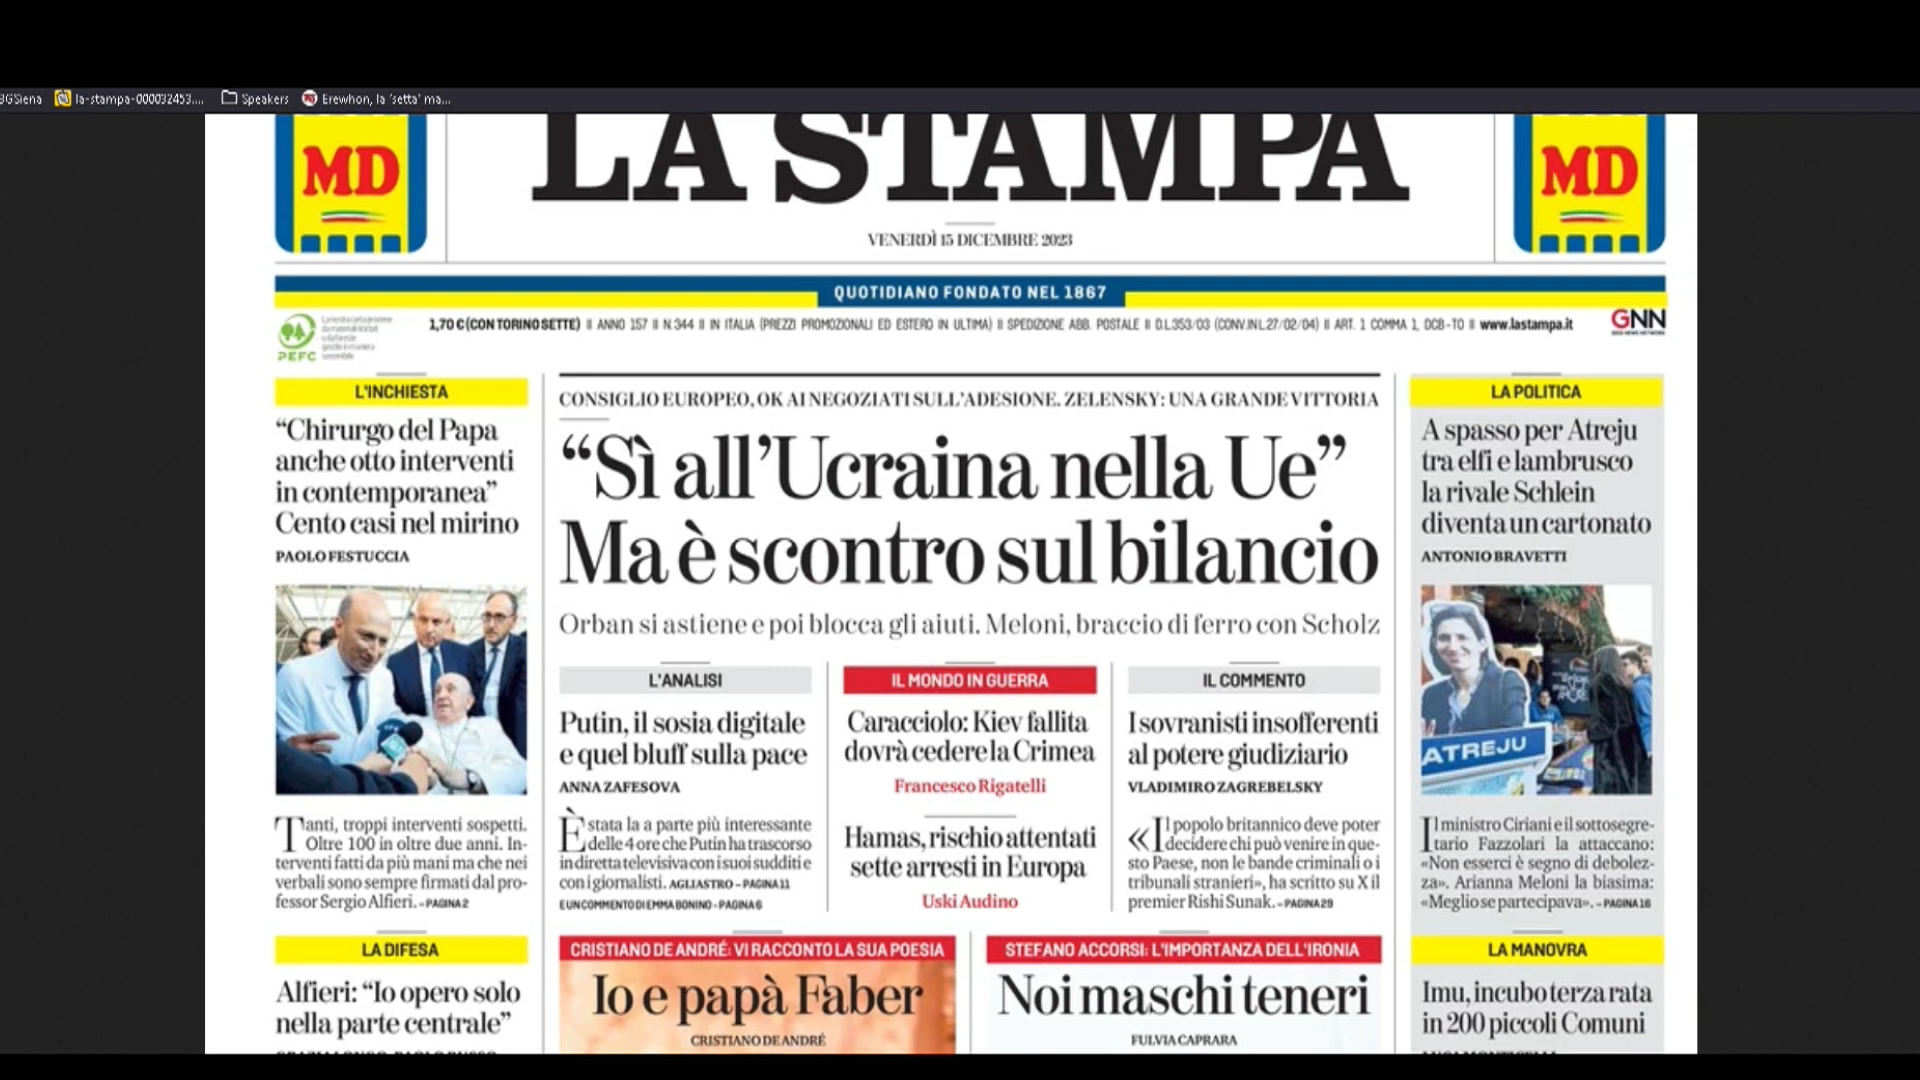 BGSiena
la-stampa-000032453....
Speakers
Erewhon, la 'setta' ma...
MD
LA STAMPA
MD
VENERDÌ 15 DICEMBRE 2023
QUOTIDIANO FONDATO NEL 1867
PEFC
1,70 € (CON TORINO SETTE) II ANNO 157 II N.344 II IN ITALIA (PREZZI PROMOZIONALI ED ESTERO IN ULTIMA) II SPEDIZIONE ABB. POSTALE II D.L.353/03 (CONV.IN L.27/02/04) II ART. 1 COMMA 1, DCB-TO II www.lastampa.it
GNN
L'INCHIESTA
“Chirurgo del Papa
anche otto interventi
in contemporanea”
Cento casi nel mirino
PAOLO FESTUCCIA
Tanti, troppi interventi sospetti.
Oltre 100 in oltre due anni. In-
terventi fatti da più mani ma che nei
verbali sono sempre firmati dal pro-
fessor Sergio Alfieri. – PAGINA 2
LA DIFESA
Alfieri: “Io opero solo
nella parte centrale”
CONSIGLIO EUROPEO, OK AI NEGOZIATI SULL'ADESIONE. ZELENSKY: UNA GRANDE VITTORIA
“Sì all’Ucraina nella Ue”
Ma è scontro sul bilancio
Orban si astiene e poi blocca gli aiuti. Meloni, braccio di ferro con Scholz
L'ANALISI
Putin, il sosia digitale
e quel bluff sulla pace
ANNA ZAFESOVA
È stata la a parte più interessante
delle 4 ore che Putin ha trascorso
in diretta televisiva con i suoi sudditi e
con i giornalisti. AGLIASTRO – PAGINA 11
E UN COMMENTO DI EMMA BONINO - PAGINA 6
IL MONDO IN GUERRA
Caracciolo: Kiev fallita
dovrà cedere la Crimea
Francesco Rigatelli
Hamas, rischio attentati
sette arresti in Europa
Uski Audino
IL COMMENTO
I sovranisti insofferenti
al potere giudiziario
VLADIMIRO ZAGREBELSKY
«Il popolo britannico deve poter
decidere chi può venire in que-
sto Paese, non le bande criminali o i
tribunali stranieri», ha scritto su X il
premier Rishi Sunak. – PAGINA 29
CRISTIANO DE ANDRÉ: VI RACCONTO LA SUA POESIA
Io e papà Faber
CRISTIANO DE ANDRÉ
STEFANO ACCORSI: L'IMPORTANZA DELL'IRONIA
Noi maschi teneri
FULVIA CAPRARA
LA POLITICA
A spasso per Atreju
tra elfi e lambrusco
la rivale Schlein
diventa un cartonato
ANTONIO BRAVETTI
ATREJU
Il ministro Ciriani e il sottosegre-
tario Fazzolari la attaccano:
«Non esserci è segno di debolez-
za». Arianna Meloni la biasima:
«Meglio se partecipava». – PAGINA 16
LA MANOVRA
Imu, incubo terza rata
in 200 piccoli Comuni